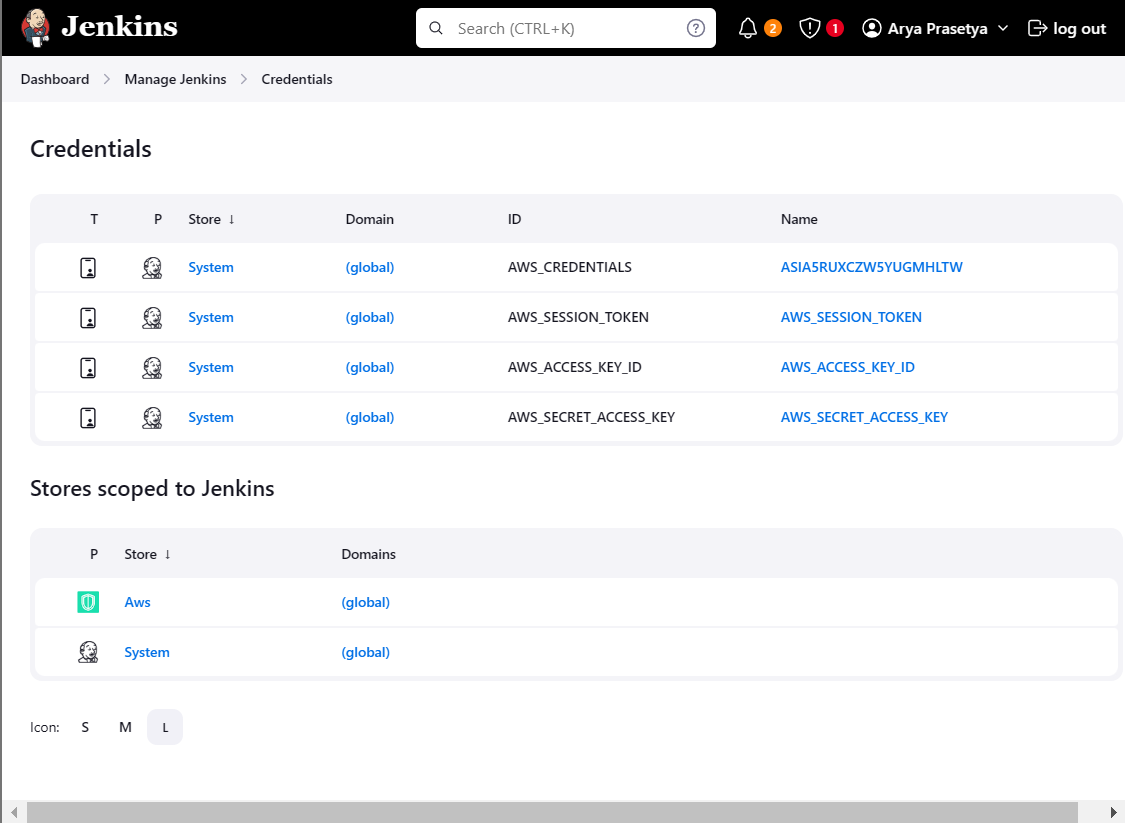 Jenkins Search (CTRL+K) 2 1 Arya Prasetya log out
Dashboard Manage Jenkins Credentials
Credentials
T P Store ↓ Domain ID Name
System (global) AWS_CREDENTIALS ASIA5RUXCZW5YUGMHLTW
System (global) AWS_SESSION_TOKEN AWS_SESSION_TOKEN
System (global) AWS_ACCESS_KEY_ID AWS_ACCESS_KEY_ID
System (global) AWS_SECRET_ACCESS_KEY AWS_SECRET_ACCESS_KEY
Stores scoped to Jenkins
P Store ↓ Domains
Aws (global)
System (global)
Icon: S M L